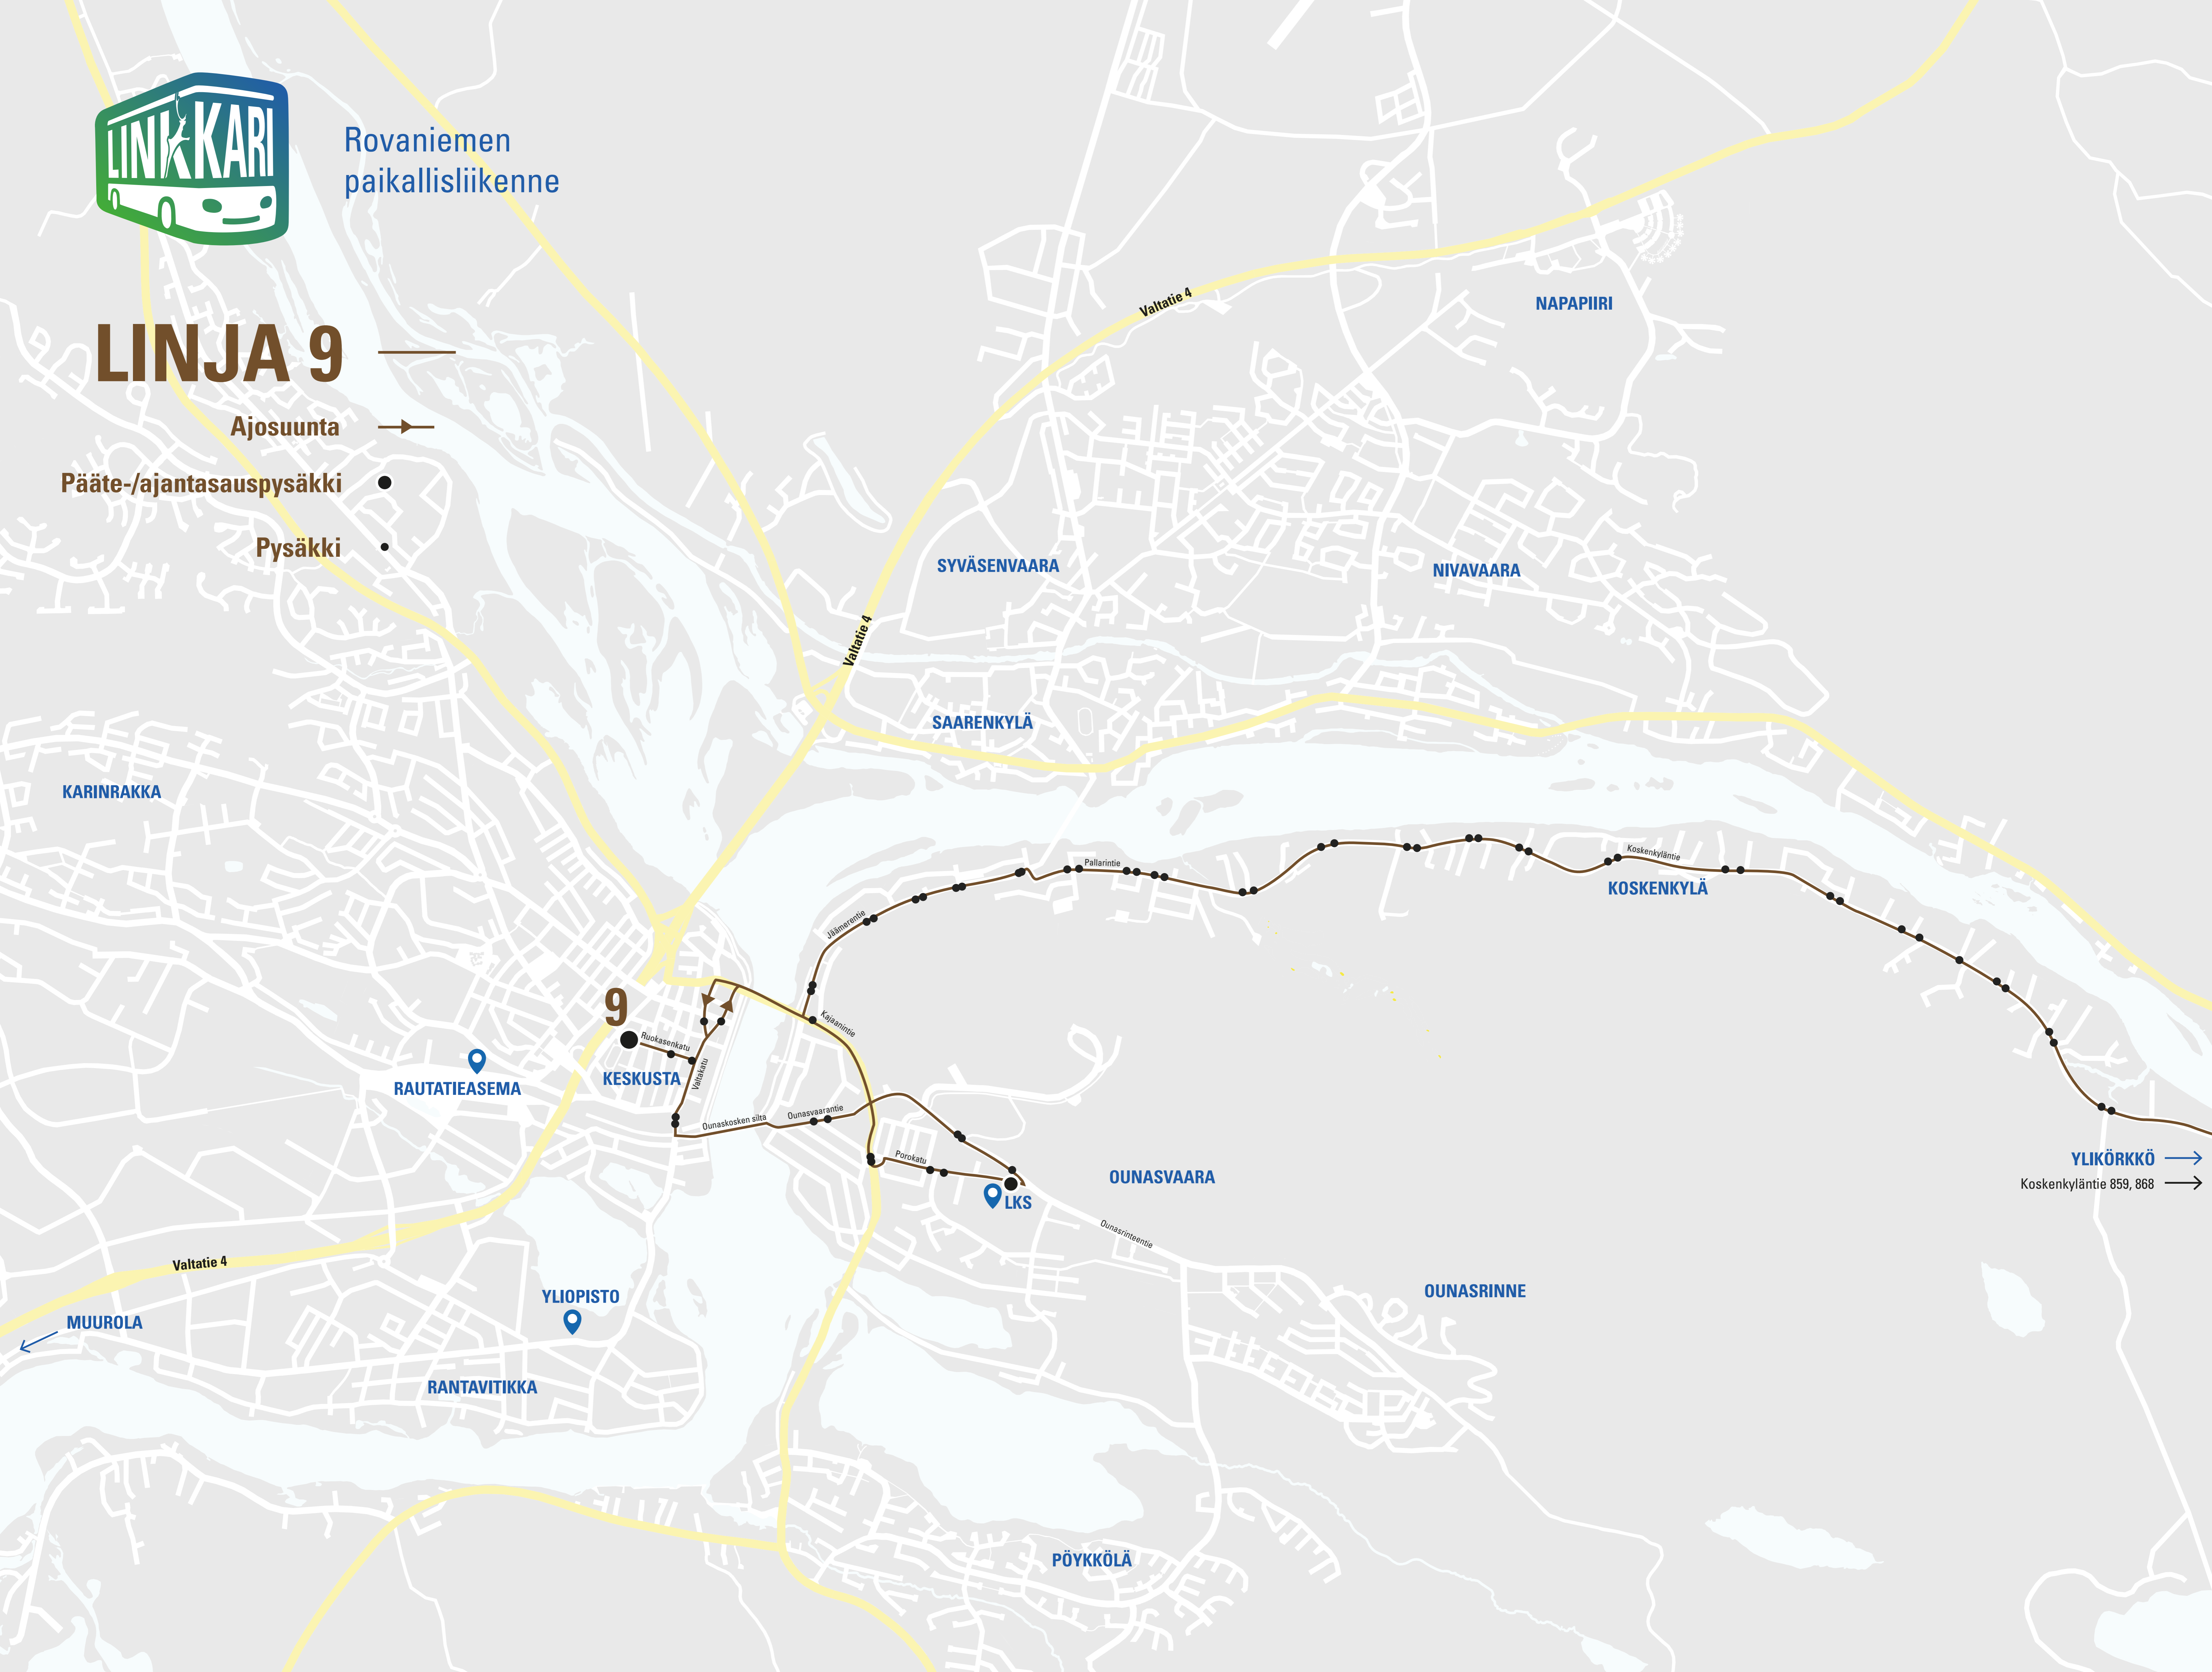 LINKKARI
Rovaniemen
paikallisliikenne
LINJA 9
Ajosuunta
Pääte-/ajantasauspysäkki
Pysäkki
Valtatie 4
NAPAPIIRI
SYVÄSENVAARA
NIVAVAARA
Valtatie 4
SAARENKYLÄ
KARINRAKKA
Pallarintie
Koskenkyläntie
KOSKENKYLÄ
Jäämerentie
9
Kajaanintie
Ruokasenkatu
KESKUSTA
Valtakatu
RAUTATIEASEMA
Ounaskosken silta
Ounasvaarantie
Porokatu
OUNASVAARA
LKS
YLIKÖRKKÖ
Koskenkyläntie 859, 868
Ounasrinteentie
Valtatie 4
OUNASRINNE
YLIOPISTO
MUUROLA
RANTAVITIKKA
PÖYKKÖLÄ